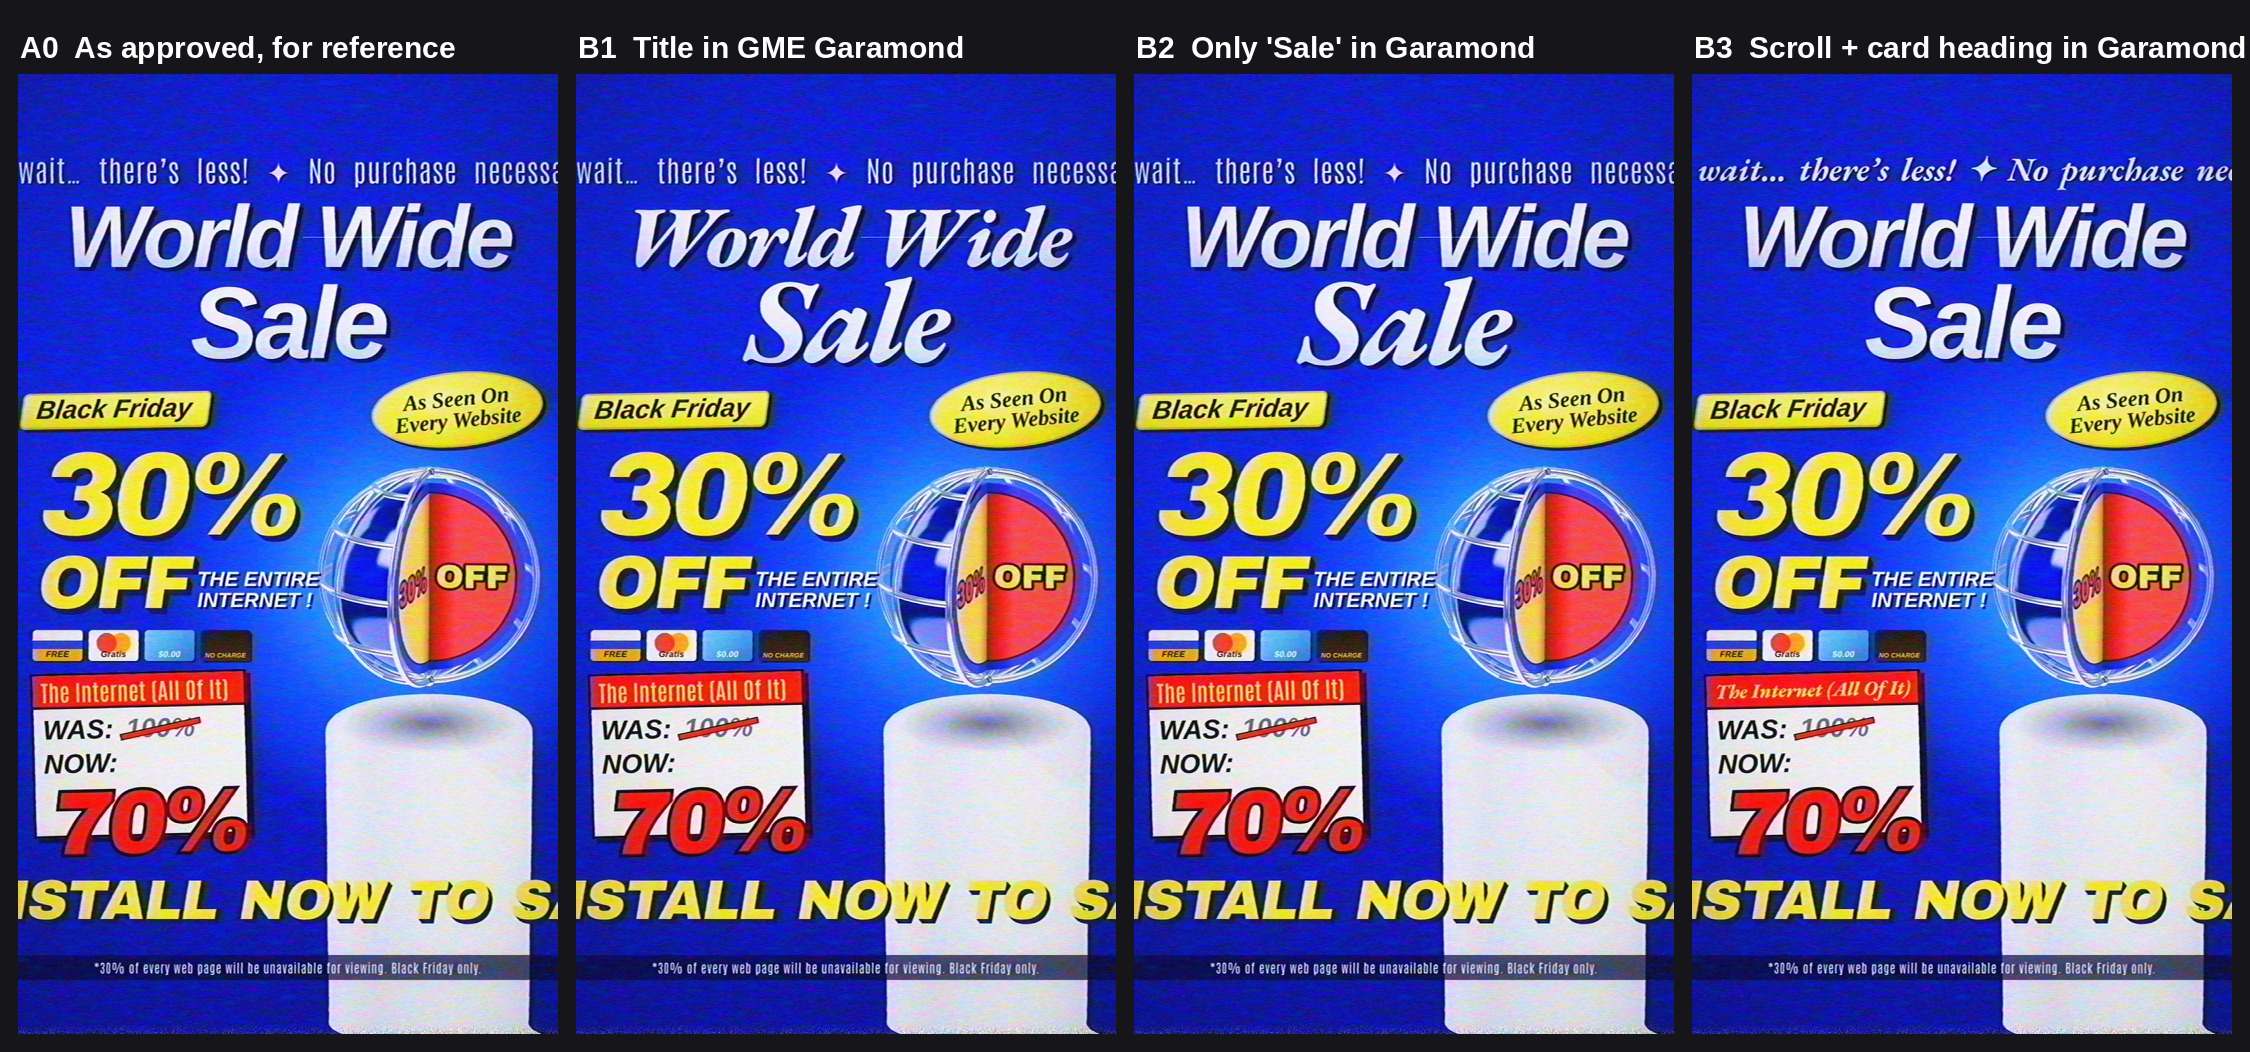 A0 As approved, for reference
wait... there's less! ✦ No purchase
World Wide
Sale
Black Friday
As Seen On
Every Website
30%
OFF
THE ENTIRE
INTERNET !
30% OFF
FREE
Gratis
$0.00
NO CHARGE
The Internet (All Of It)
WAS: 100%
NOW:
70%
NOW TO
*30% of every web page will be unavailable for viewing. Black Friday only.
B1 Title in GME Garamond
wait... there's less! ✦ No purchase
World Wide
Sale
Black Friday
As Seen On
Every Website
30%
OFF
THE ENTIRE
INTERNET !
30% OFF
FREE
Gratis
$0.00
NO CHARGE
The Internet (All Of It)
WAS: 100%
NOW:
70%
NOW TO
*30% of every web page will be unavailable for viewing. Black Friday only.
B2 Only 'Sale' in Garamond
wait... there's less! ✦ No purchase
World Wide
Sale
Black Friday
As Seen On
Every Website
30%
OFF
THE ENTIRE
INTERNET !
30% OFF
FREE
Gratis
$0.00
NO CHARGE
The Internet (All Of It)
WAS: 100%
NOW:
70%
NOW TO
*30% of every web page will be unavailable for viewing. Black Friday only.
B3 Scroll + card heading in Garamond
wait... there's less! ✦ No purchase
World Wide
Sale
Black Friday
As Seen On
Every Website
30%
OFF
THE ENTIRE
INTERNET !
30% OFF
FREE
Gratis
$0.00
NO CHARGE
The Internet (All Of It)
WAS: 100%
NOW:
70%
NOW TO
*30% of every web page will be unavailable for viewing. Black Friday only.